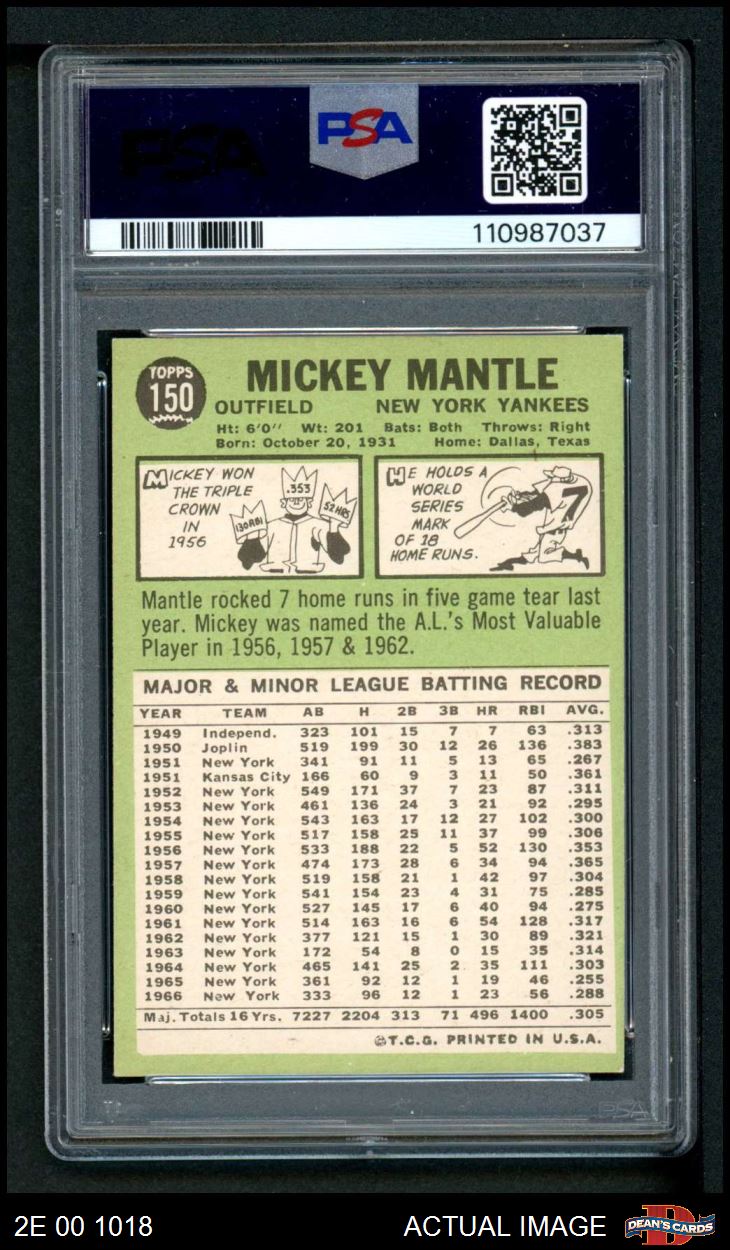 PSA
PSA
110987037
TOPPS
150
MICKEY MANTLE
OUTFIELD NEW YORK YANKEES
Ht: 6'0" Wt: 201 Bats: Both Throws: Right
Born: October 20, 1931 Home: Dallas, Texas
MICKEY WON
THE TRIPLE
CROWN
IN
1956
.353
130RBI
52HRS
HE HOLDS A
WORLD
SERIES
MARK
OF 18
HOME RUNS.
7
Mantle rocked 7 home runs in five game tear last
year. Mickey was named the A.L.'s Most Valuable
Player in 1956, 1957 & 1962.
MAJOR & MINOR LEAGUE BATTING RECORD
YEAR TEAM AB H 2B 3B HR RBI AVG.
1949 Independ. 323 101 15 7 7 63 .313
1950 Joplin 519 199 30 12 26 136 .383
1951 New York 341 91 11 5 13 65 .267
1951 Kansas City 166 60 9 3 11 50 .361
1952 New York 549 171 37 7 23 87 .311
1953 New York 461 136 24 3 21 92 .295
1954 New York 543 163 17 12 27 102 .300
1955 New York 517 158 25 11 37 99 .306
1956 New York 533 188 22 5 52 130 .353
1957 New York 474 173 28 6 34 94 .365
1958 New York 519 158 21 1 42 97 .304
1959 New York 541 154 23 4 31 75 .285
1960 New York 527 145 17 6 40 94 .275
1961 New York 514 163 16 6 54 128 .317
1962 New York 377 121 15 1 30 89 .321
1963 New York 172 54 8 0 15 35 .314
1964 New York 465 141 25 2 35 111 .303
1965 New York 361 92 12 1 19 46 .255
1966 New York 333 96 12 1 23 56 .288
Maj. Totals 16 Yrs. 7227 2204 313 71 496 1400 .305
©T.C.G. PRINTED IN U.S.A.
PSA
2E 00 1018 ACTUAL IMAGE DEAN'S CARDS